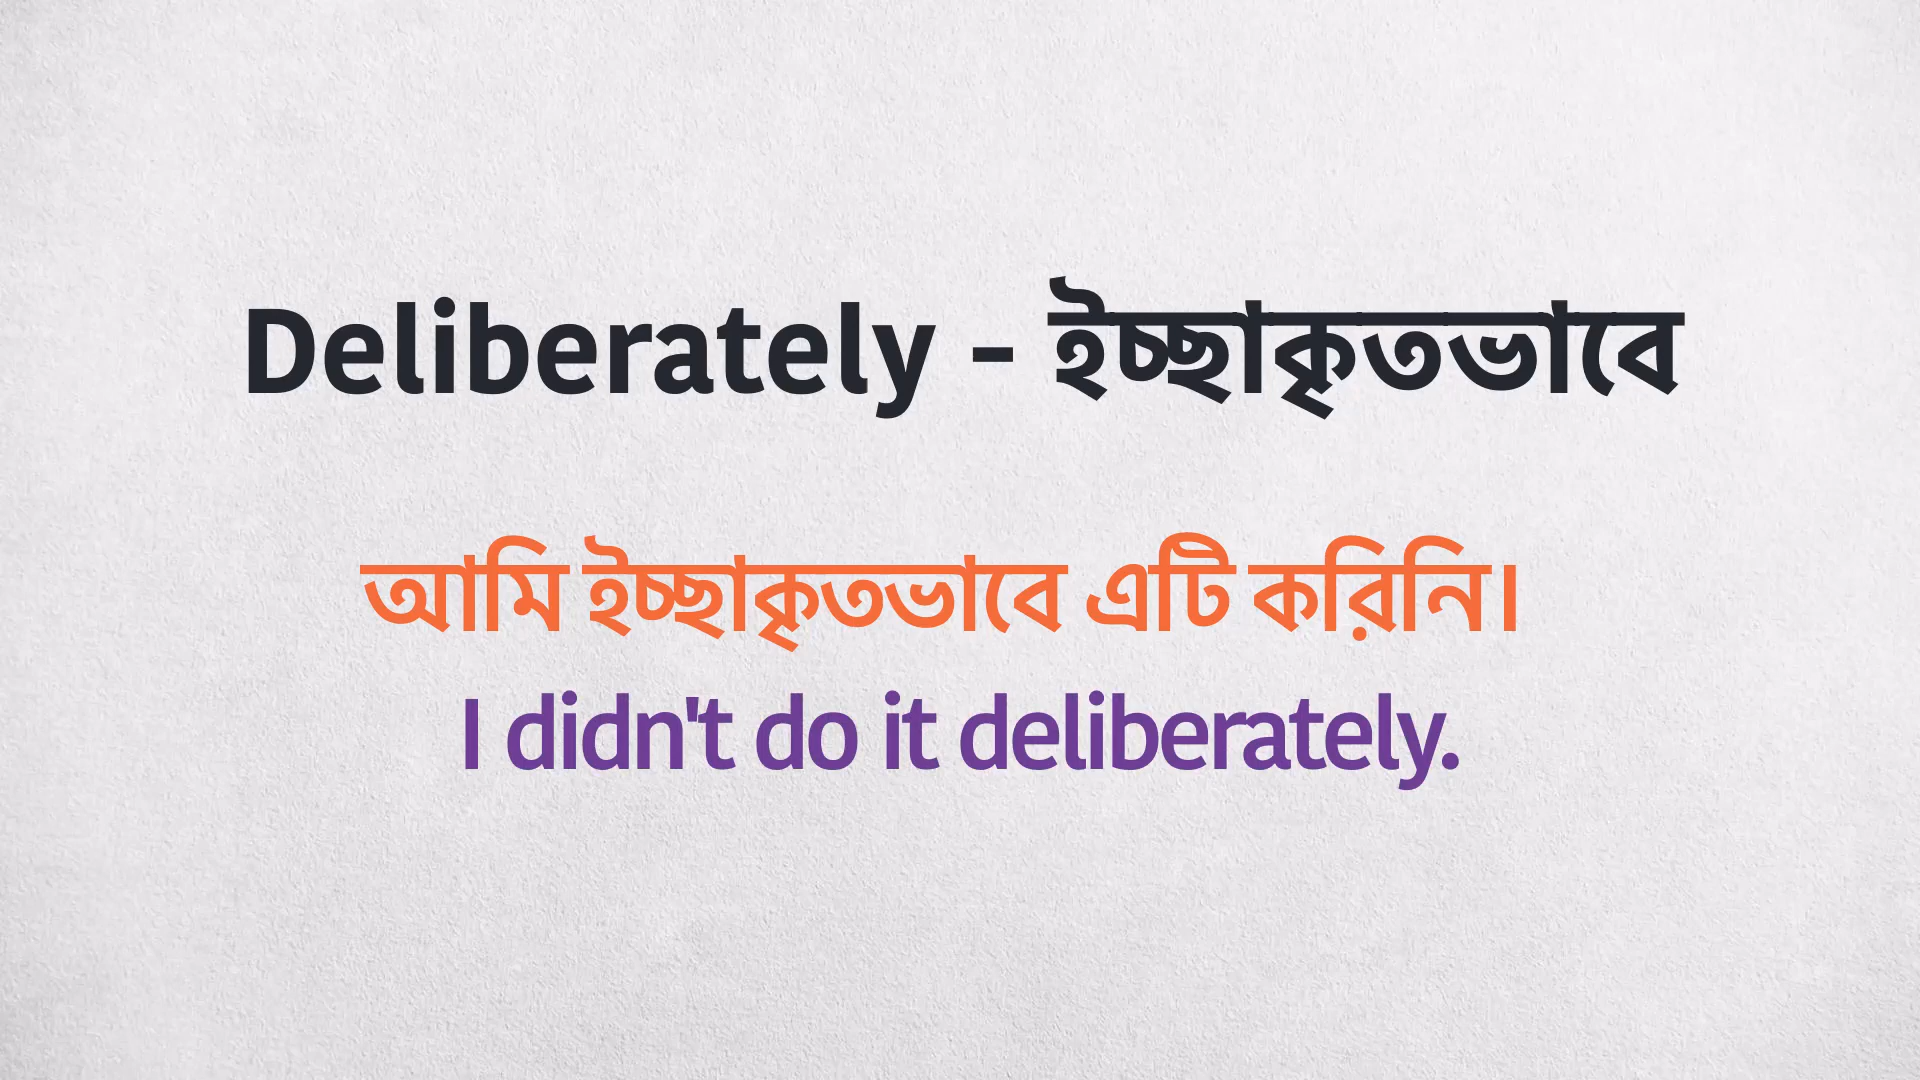 Deliberately - ইচ্ছাকৃতভাবে
আমি ইচ্ছাকৃতভাবে এটি করিনি।
I didn't do it deliberately.